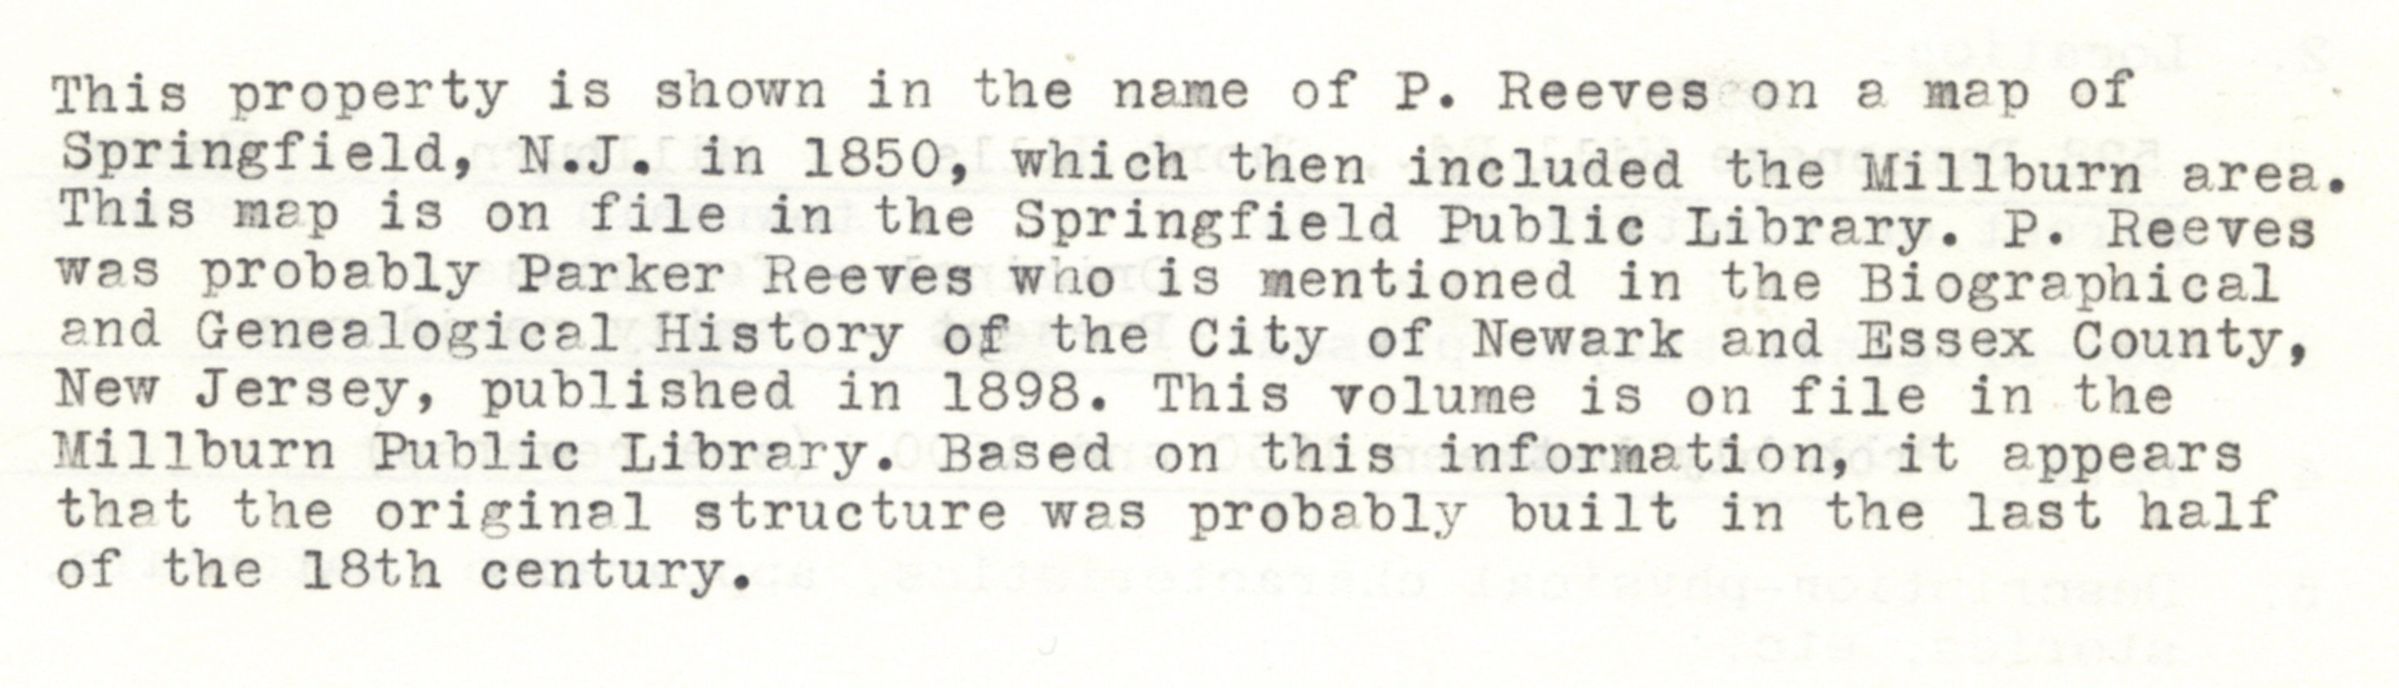 This property is shown in the name of P. Reeves on a map of
Springfield, N.J. in 1850, which then included the Millburn area.
This map is on file in the Springfield Public Library. P. Reeves
was probably Parker Reeves who is mentioned in the Biographical
and Genealogical History of the City of Newark and Essex County,
New Jersey, published in 1898. This volume is on file in the
Millburn Public Library. Based on this information, it appears
that the original structure was probably built in the last half
of the 18th century.